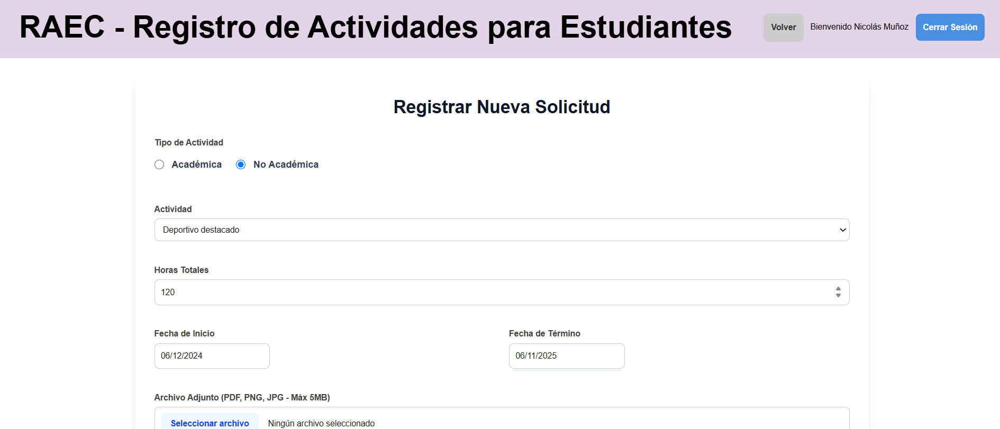 RAEC - Registro de Actividades para Estudiantes
Volver
Bienvenido Nicolás Muñoz
Cerrar Sesión
Registrar Nueva Solicitud
Tipo de Actividad
Académica
No Académica
Actividad
Deportivo destacado
Horas Totales
120
Fecha de Inicio
06/12/2024
Fecha de Término
06/11/2025
Archivo Adjunto (PDF, PNG, JPG - Máx 5MB)
Seleccionar archivo
Ningún archivo seleccionado